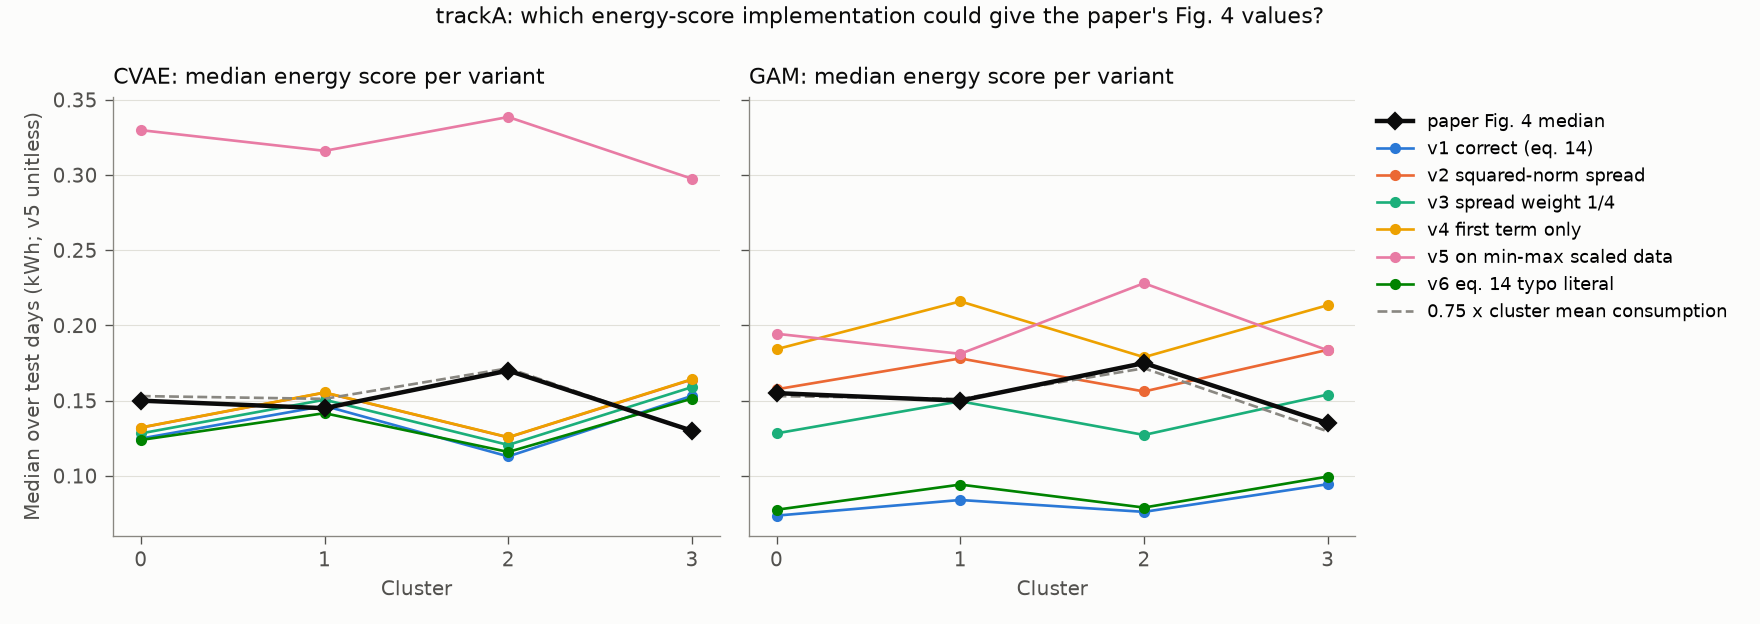 trackA: which energy-score implementation could give the paper's Fig. 4 values?
CVAE: median energy score per variant
GAM: median energy score per variant
Median over test days (kWh; v5 unitless)
0.35
0.30
0.25
0.20
0.15
0.10
0 1 2 3
Cluster
0 1 2 3
Cluster
paper Fig. 4 median
v1 correct (eq. 14)
v2 squared-norm spread
v3 spread weight 1/4
v4 first term only
v5 on min-max scaled data
v6 eq. 14 typo literal
0.75 x cluster mean consumption